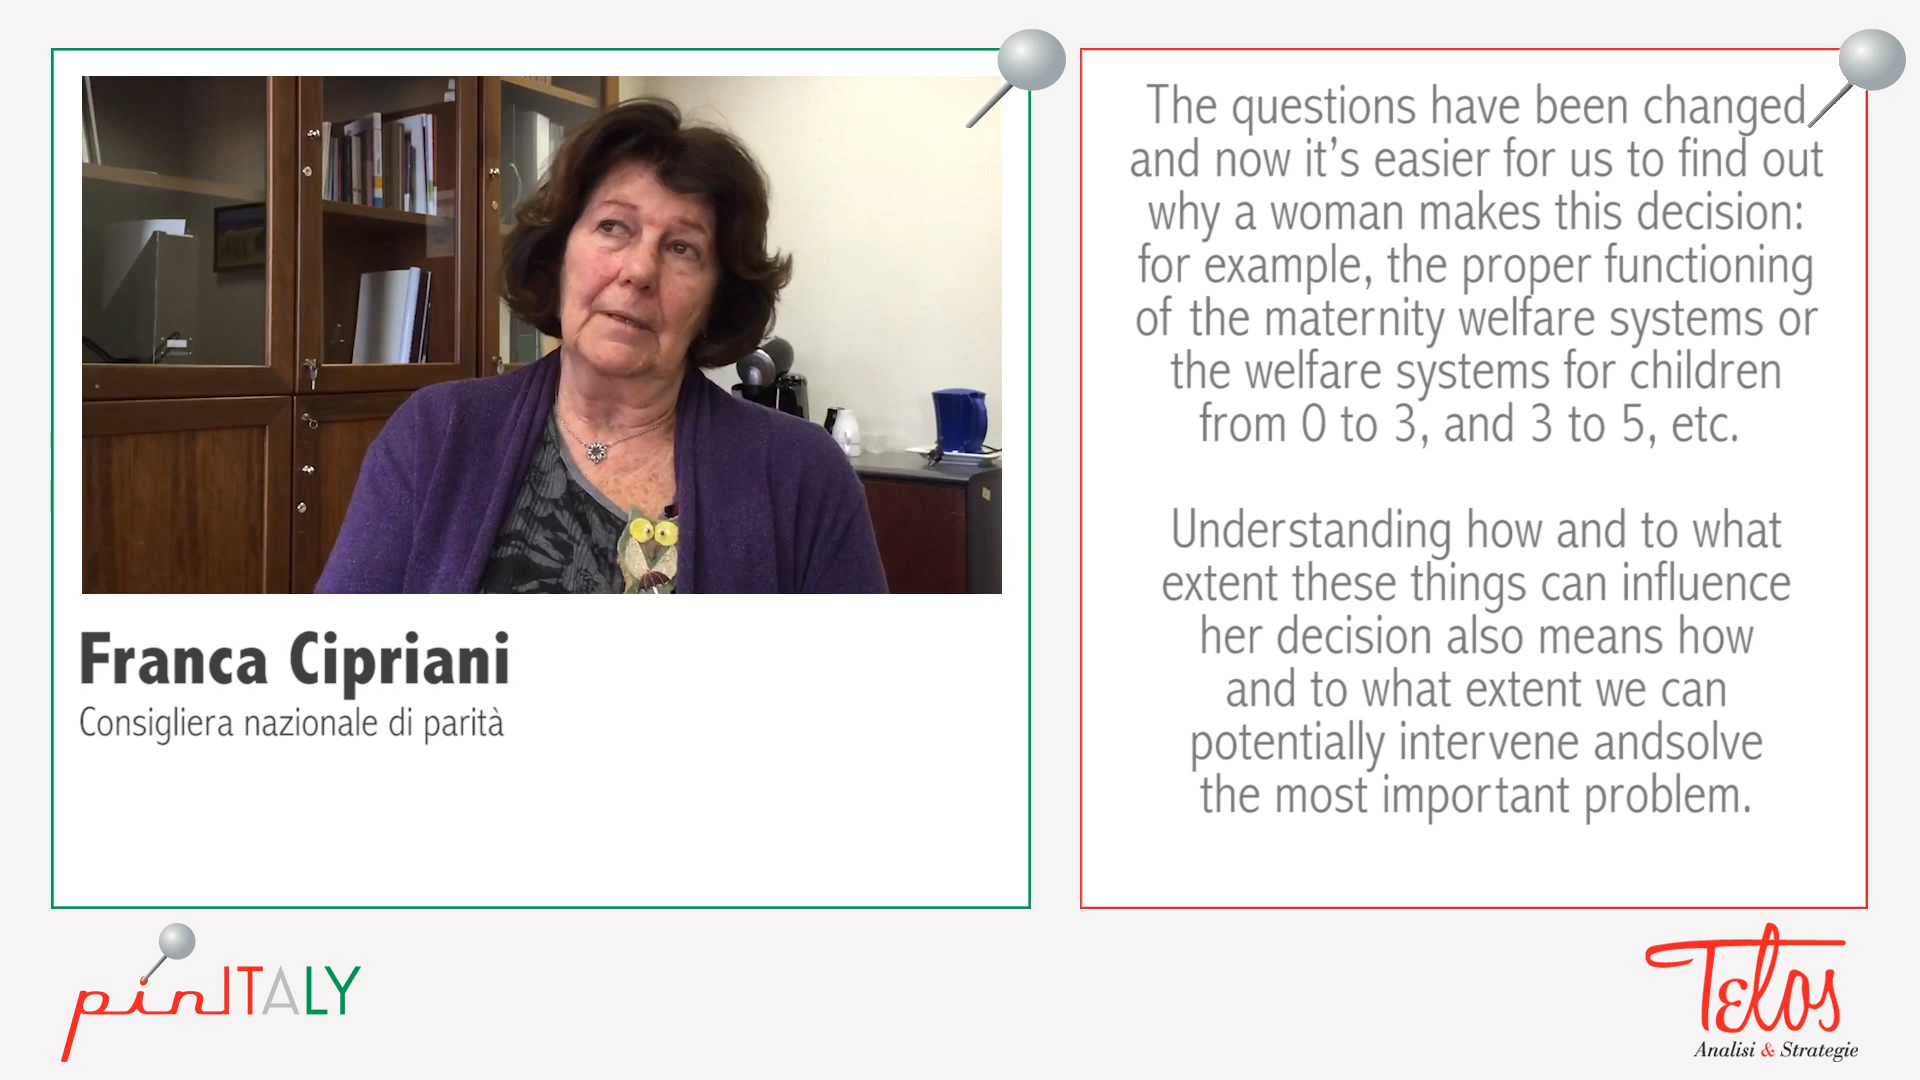 The questions have been changed
and now it's easier for us to find out
why a woman makes this decision:
for example, the proper functioning
of the maternity welfare systems or
the welfare systems for children
from 0 to 3, and 3 to 5, etc.
Understanding how and to what
extent these things can influence
her decision also means how
and to what extent we can
potentially intervene andsolve
the most important problem.
Franca Cipriani
Consigliera nazionale di parità
pinITALY
Telos
Analisi & Strategie